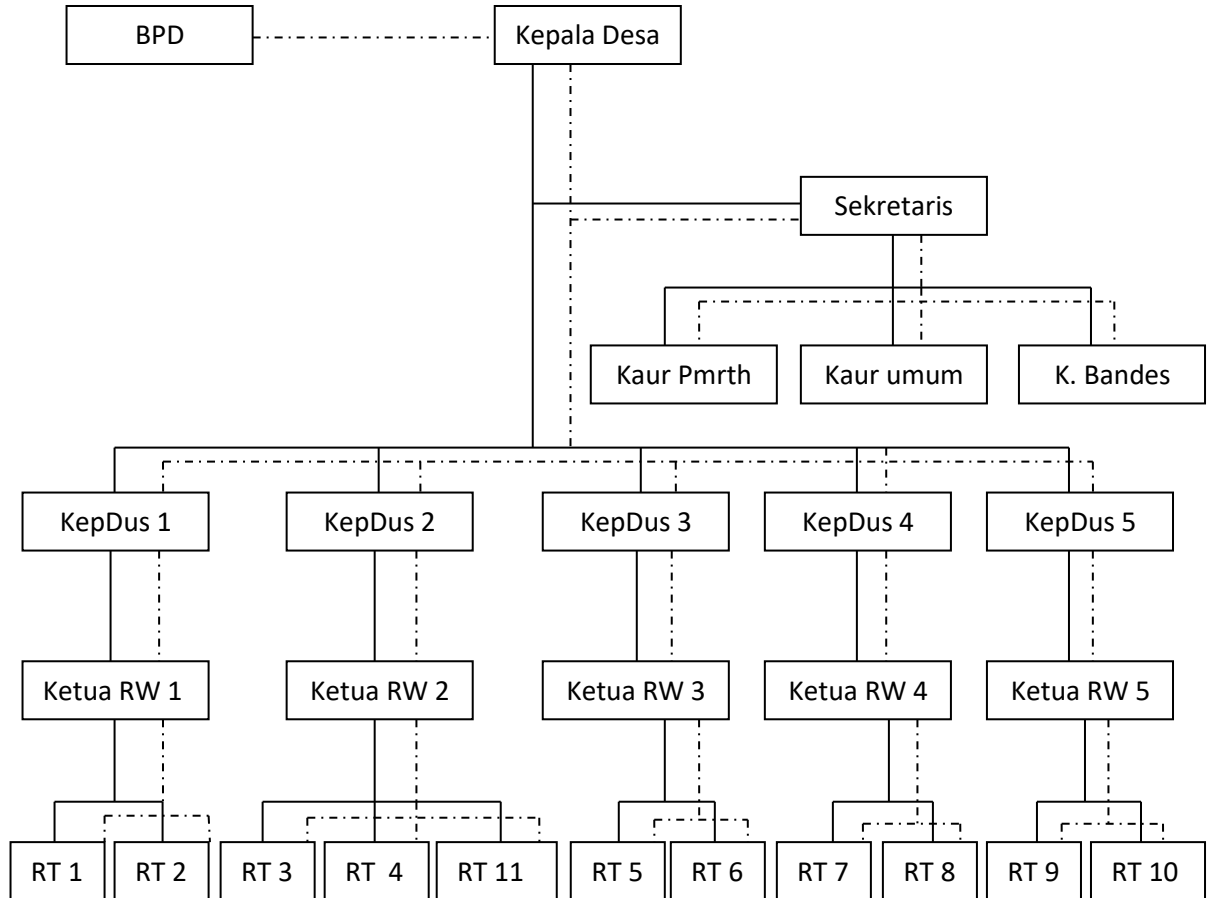 BPD
Kepala Desa
Sekretaris
Kaur Pmrth
Kaur umum
K. Bandes
KepDus 1
KepDus 2
KepDus 3
KepDus 4
KepDus 5
Ketua RW 1
Ketua RW 2
Ketua RW 3
Ketua RW 4
Ketua RW 5
RT 1
RT 2
RT 3
RT 4
RT 11
RT 5
RT 6
RT 7
RT 8
RT 9
RT 10